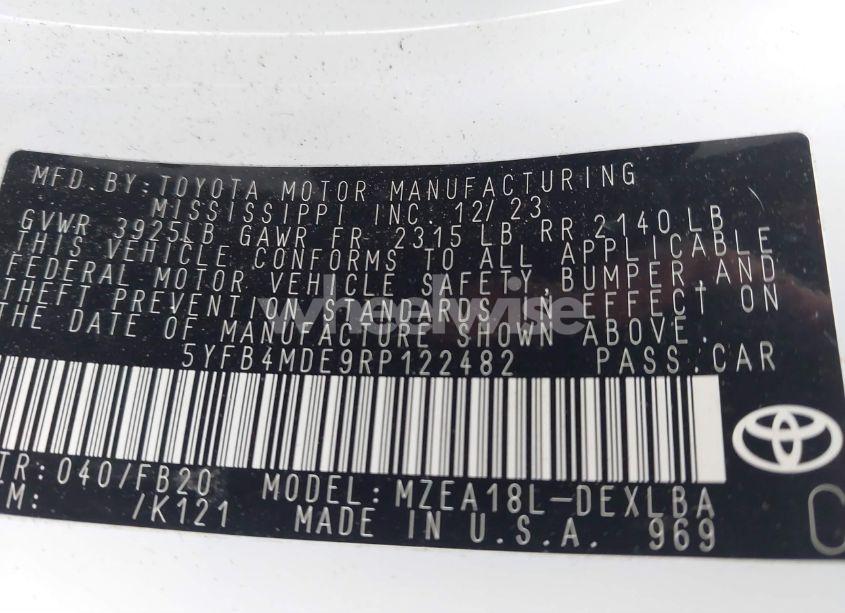 MFD. BY: TOYOTA MOTOR MANUFACTURING
MISSISSIPPI INC. 12/23
GVWR 3925LB GAWR FR 2315 LB RR 2140 LB
THIS VEHICLE CONFORMS TO ALL APPLICABLE
FEDERAL MOTOR VEHICLE SAFETY, BUMPER, AND
THEFT PREVENTION STANDARDS IN EFFECT ON
THE DATE OF MANUFACTURE SHOWN ABOVE.
wheelwise
5YFB4MDE9RP122482 PASS. CAR
TR: 040/FB20 MODEL: MZEA18L-DEXLBA
M: /K121 MADE IN U.S.A. 969